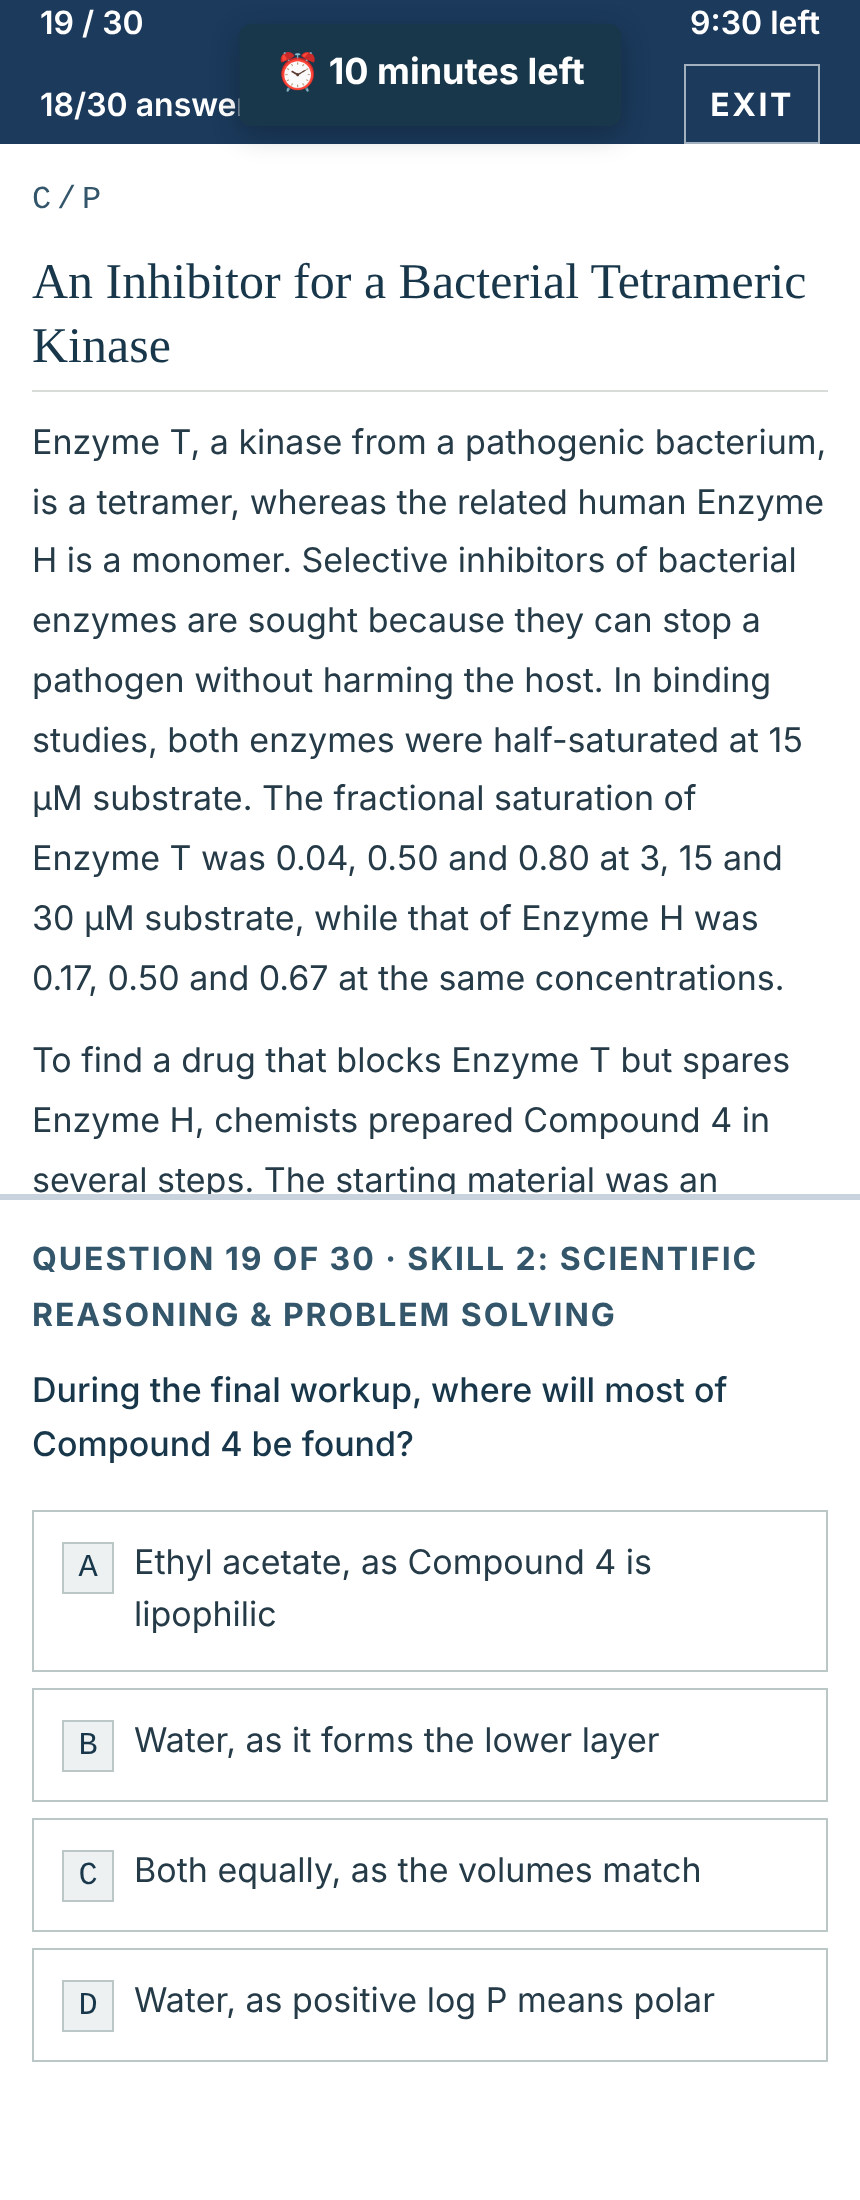 19 / 30
9:30 left
⏰ 10 minutes left
18/30
EXIT
C / P
An Inhibitor for a Bacterial Tetrameric
Kinase
Enzyme T, a kinase from a pathogenic bacterium,
is a tetramer, whereas the related human Enzyme
H is a monomer. Selective inhibitors of bacterial
enzymes are sought because they can stop a
pathogen without harming the host. In binding
studies, both enzymes were half-saturated at 15
μM substrate. The fractional saturation of
Enzyme T was 0.04, 0.50 and 0.80 at 3, 15 and
30 μM substrate, while that of Enzyme H was
0.17, 0.50 and 0.67 at the same concentrations.
To find a drug that blocks Enzyme T but spares
Enzyme H, chemists prepared Compound 4 in
several steps. The starting material was an
QUESTION 19 OF 30 · SKILL 2: SCIENTIFIC
REASONING & PROBLEM SOLVING
During the final workup, where will most of
Compound 4 be found?
A Ethyl acetate, as Compound 4 is
lipophilic
B Water, as it forms the lower layer
C Both equally, as the volumes match
D Water, as positive log P means polar